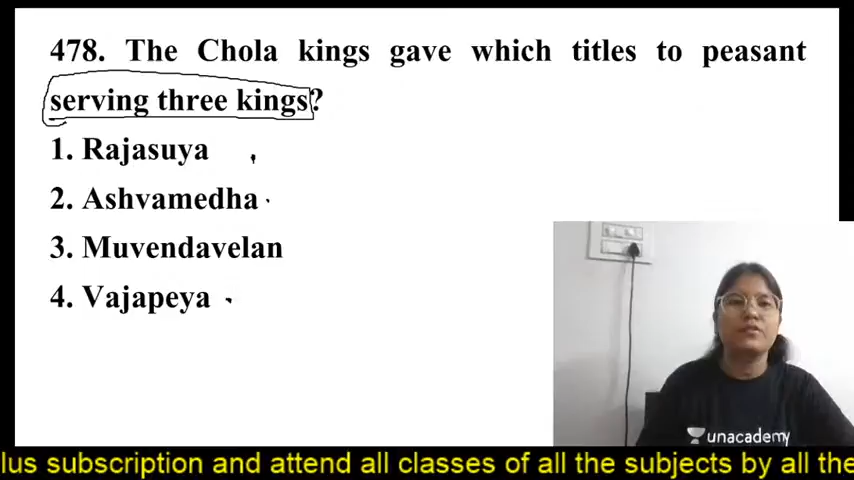 478. The Chola kings gave which titles to peasant
serving three kings?
1. Rajasuya
2. Ashvamedha
3. Muvendavelan
4. Vajapeya
unacademy
lus subscription and attend all classes of all the subjects by all the